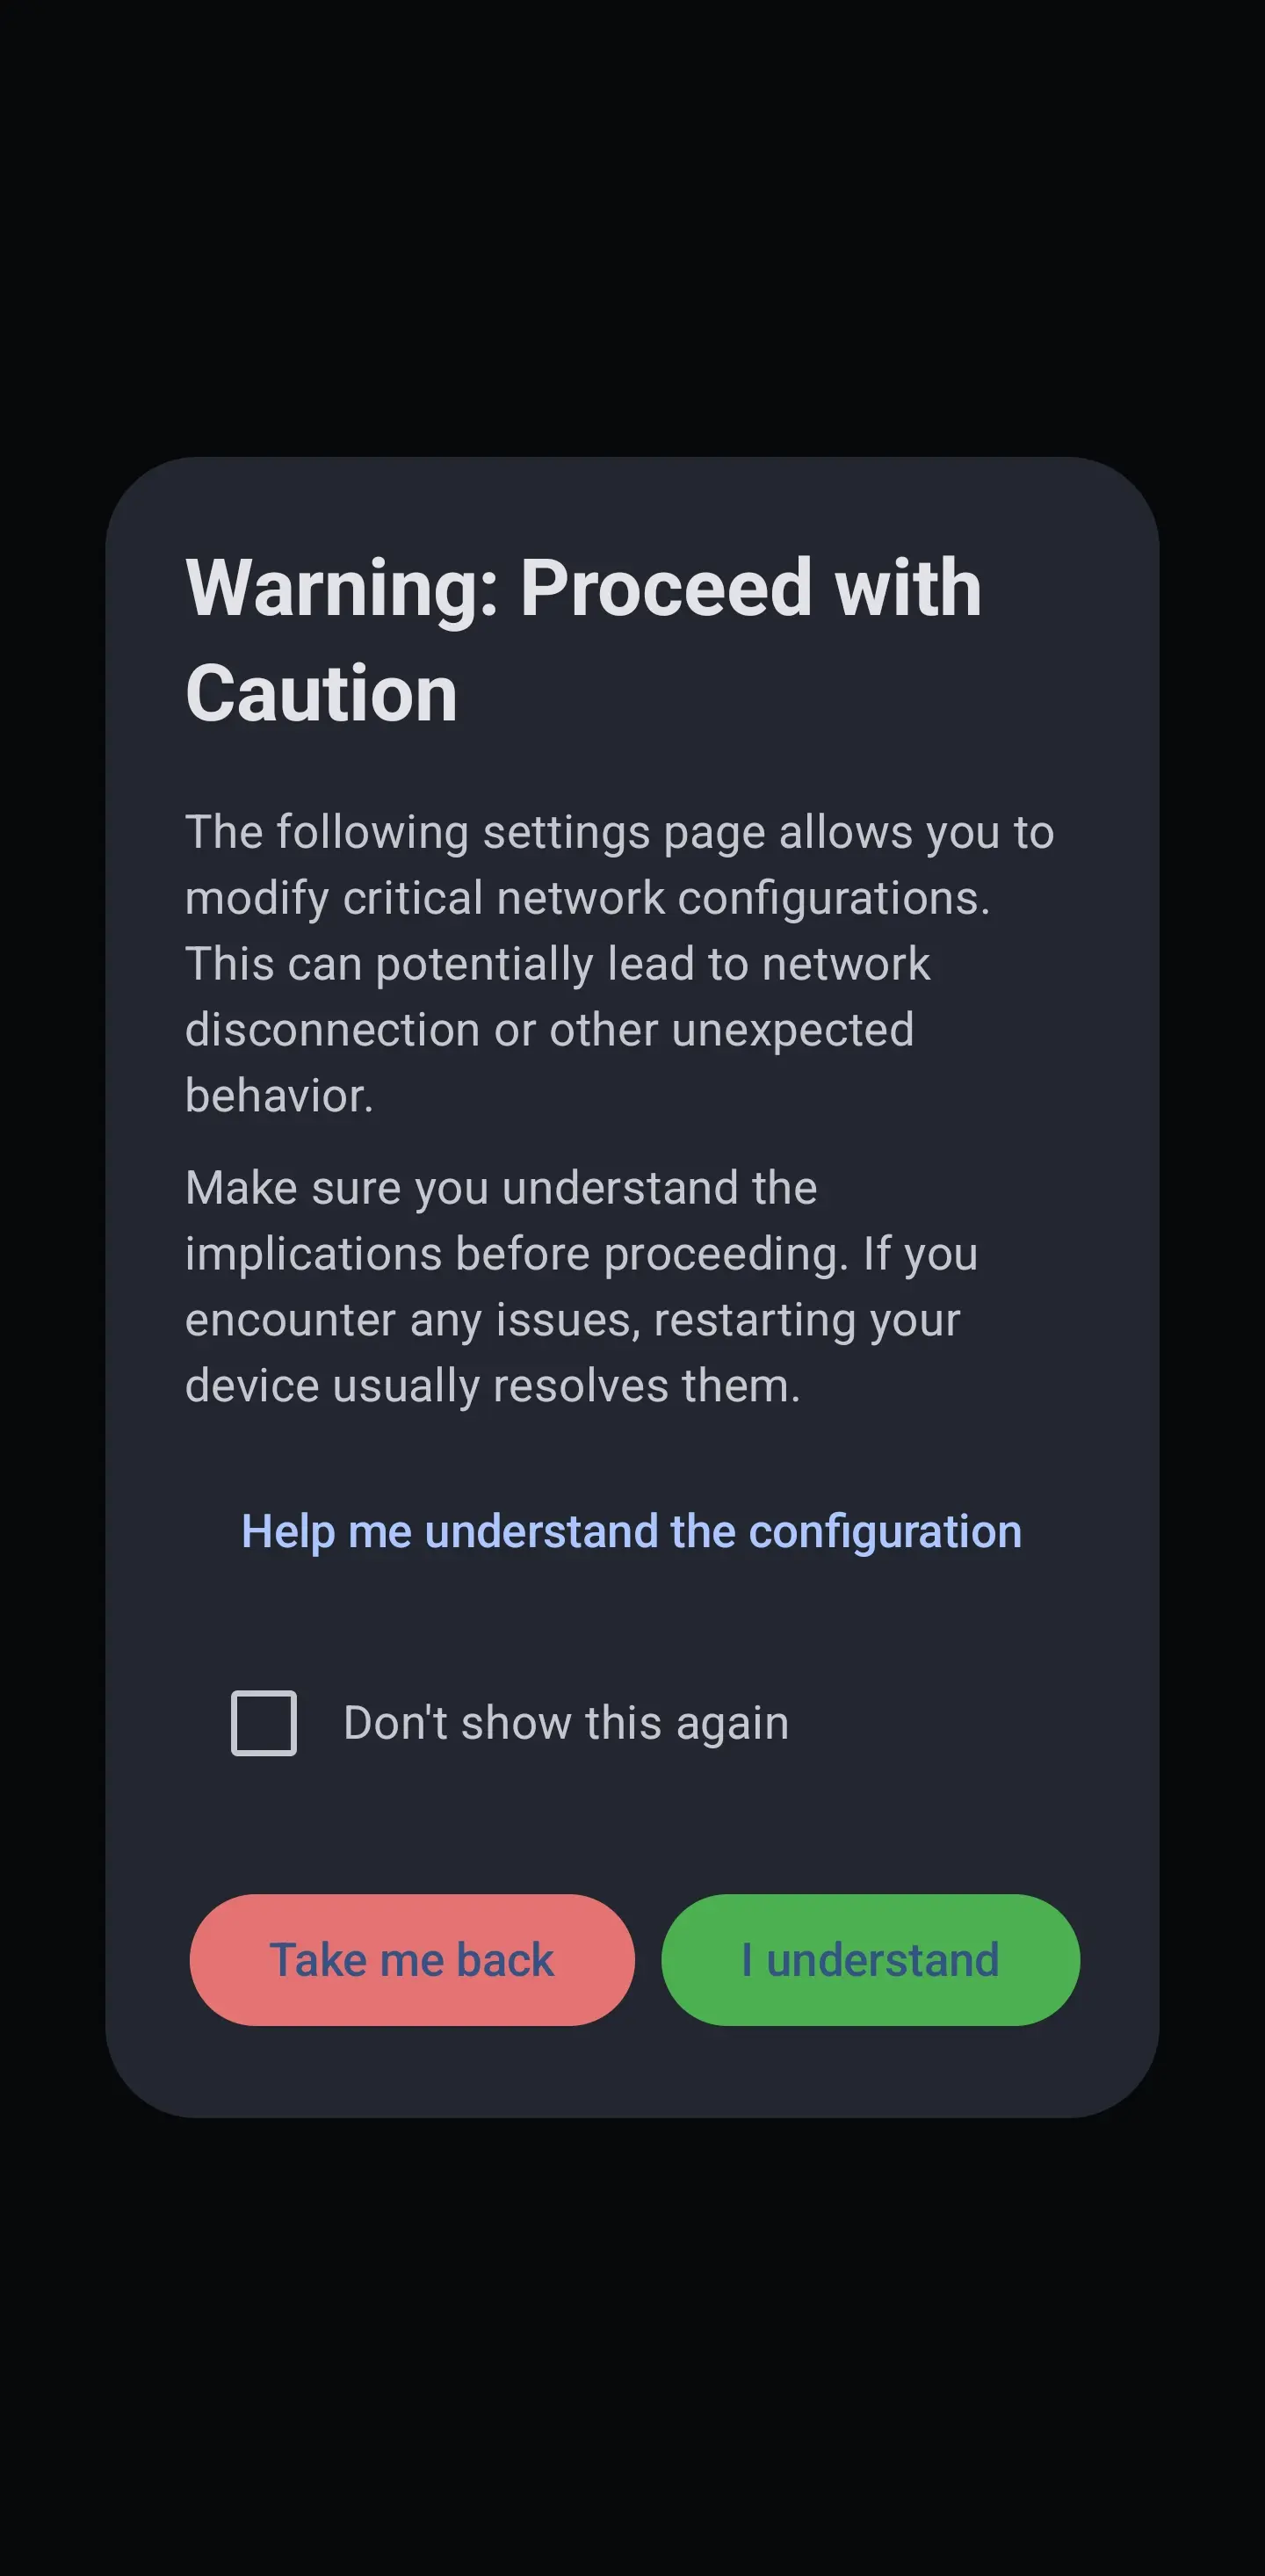 Warning: Proceed with
Caution
The following settings page allows you to
modify critical network configurations.
This can potentially lead to network
disconnection or other unexpected
behavior.
Make sure you understand the
implications before proceeding. If you
encounter any issues, restarting your
device usually resolves them.
Help me understand the configuration
Don't show this again
Take me back
I understand